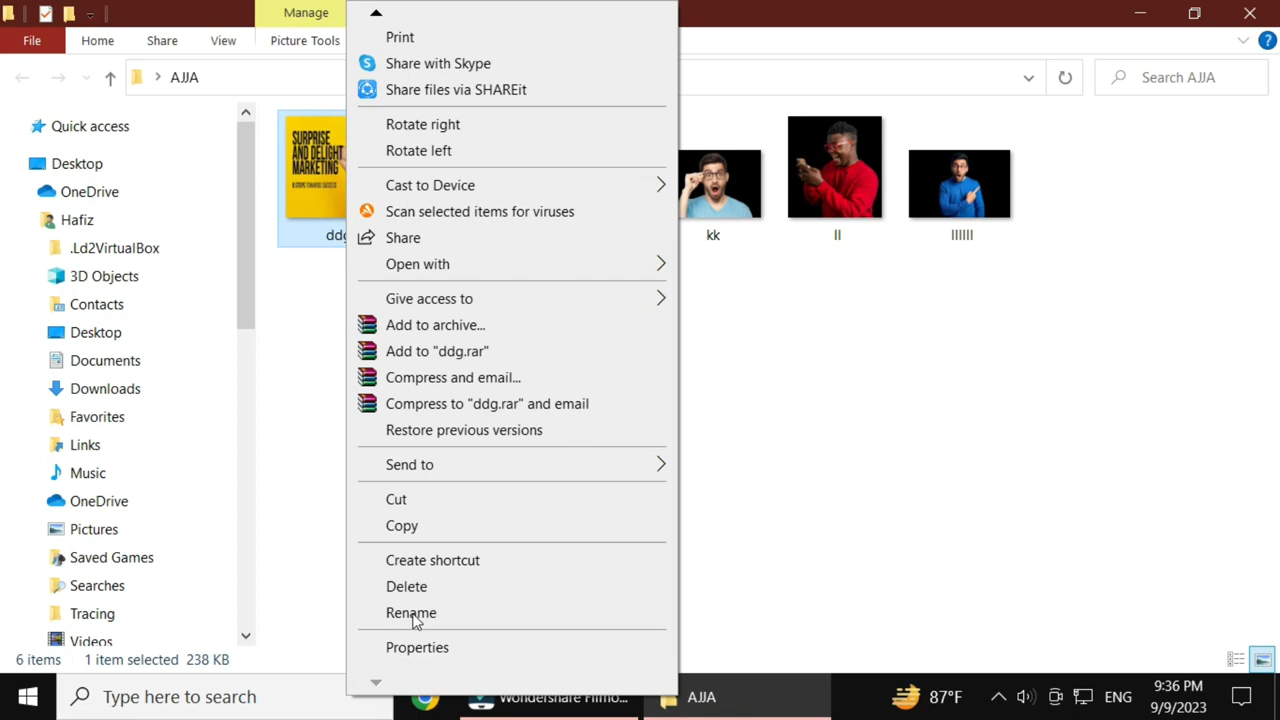 Manage
File
Home
Share
View
Picture Tools
AJJA
Search AJJA
Quick access
Desktop
OneDrive
Hafiz
.Ld2VirtualBox
3D Objects
Contacts
Desktop
Documents
Downloads
Favorites
Links
Music
OneDrive
Pictures
Saved Games
Searches
Tracing
Videos
SURPRISE
AND DELIGHT
MARKETING
8 STEPS TOWARDS SUCCESS
ddg
Print
Share with Skype
Share files via SHAREit
Rotate right
Rotate left
Cast to Device
Scan selected items for viruses
Share
Open with
Give access to
Add to archive...
Add to "ddg.rar"
Compress and email...
Compress to "ddg.rar" and email
Restore previous versions
Send to
Cut
Copy
Create shortcut
Delete
Rename
Properties
kk
ll
llllll
6 items
1 item selected 238 KB
Type here to search
Wondershare Filmo...
AJJA
87°F
ENG
9:36 PM
9/9/2023